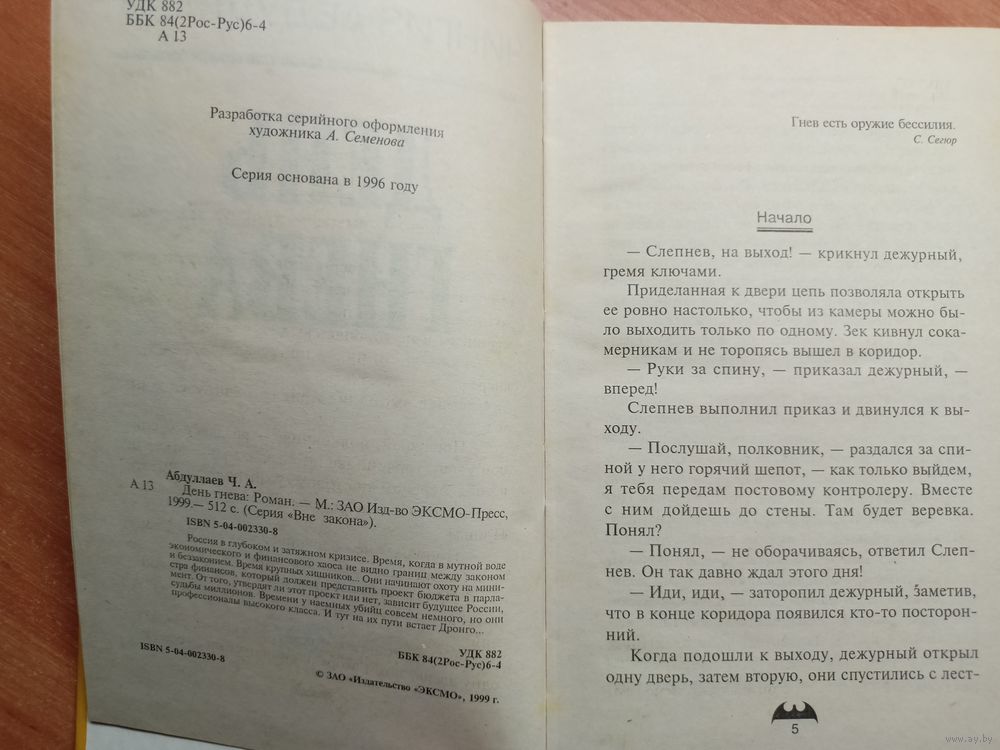 УДК 882
ББК 84(2Рос-Рус)6-4
А 13
Разработка серийного оформления
художника А. Семенова
Серия основана в 1996 году
Абдуллаев Ч. А.
А 13
День гнева: Роман. — М.: ЗАО Изд-во ЭКСМО-Пресс,
1999.— 512 с. (Серия «Вне закона»).
ISBN 5-04-002330-8
Россия в глубоком и затяжном кризисе. Время, когда в мутной воде
экономического и финансового хаоса не видно границ между законом
и беззаконием. Время крупных хищников... Они начинают охоту на мини-
стра финансов, который должен представить проект бюджета в парла-
мент. От того, утвердят ли этот проект или нет, зависит будущее России,
судьбы миллионов. Времени у наемных убийц совсем немного, но они
профессионалы высокого класса. И тут на их пути встает Дронго...
УДК 882
ББК 84(2Рос-Рус)6-4
ISBN 5-04-002330-8
© ЗАО «Издательство «ЭКСМО», 1999 г.
Гнев есть оружие бессилия.
С. Сегюр
Начало
— Слепнев, на выход! — крикнул дежурный,
гремя ключами.
Приделанная к двери цепь позволяла открыть
ее ровно настолько, чтобы из камеры можно бы-
ло выходить только по одному. Зек кивнул сока-
мерникам и не торопясь вышел в коридор.
— Руки за спину, — приказал дежурный, —
вперед!
Слепнев выполнил приказ и двинулся к вы-
ходу.
— Послушай, полковник, — раздался за спи-
ной у него горячий шепот, — как только выйдем,
я тебя передам постовому контролеру. Вместе
с ним дойдешь до стены. Там будет веревка.
Понял?
— Понял, — не оборачиваясь, ответил Слеп-
нев. Он так давно ждал этого дня!
— Иди, иди, — заторопил дежурный, заметив,
что в конце коридора появился кто-то посторон-
ний.
Когда подошли к выходу, дежурный открыл
одну дверь, затем вторую, они спустились с лест-
5
www.ay.by